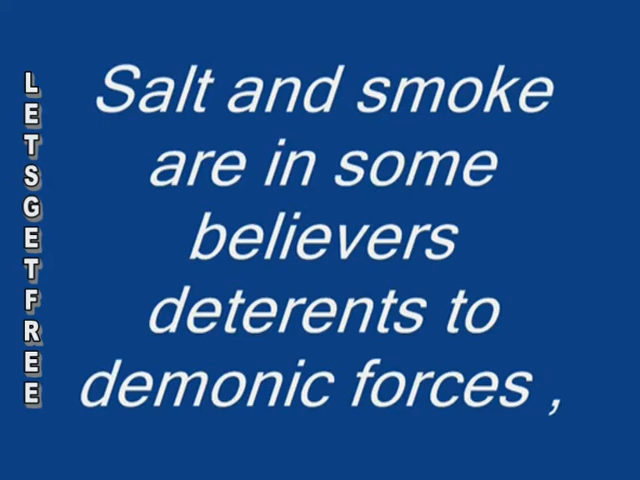 LETSGETFREE
Salt and smoke
are in some
believers
deterents to
demonic forces ,